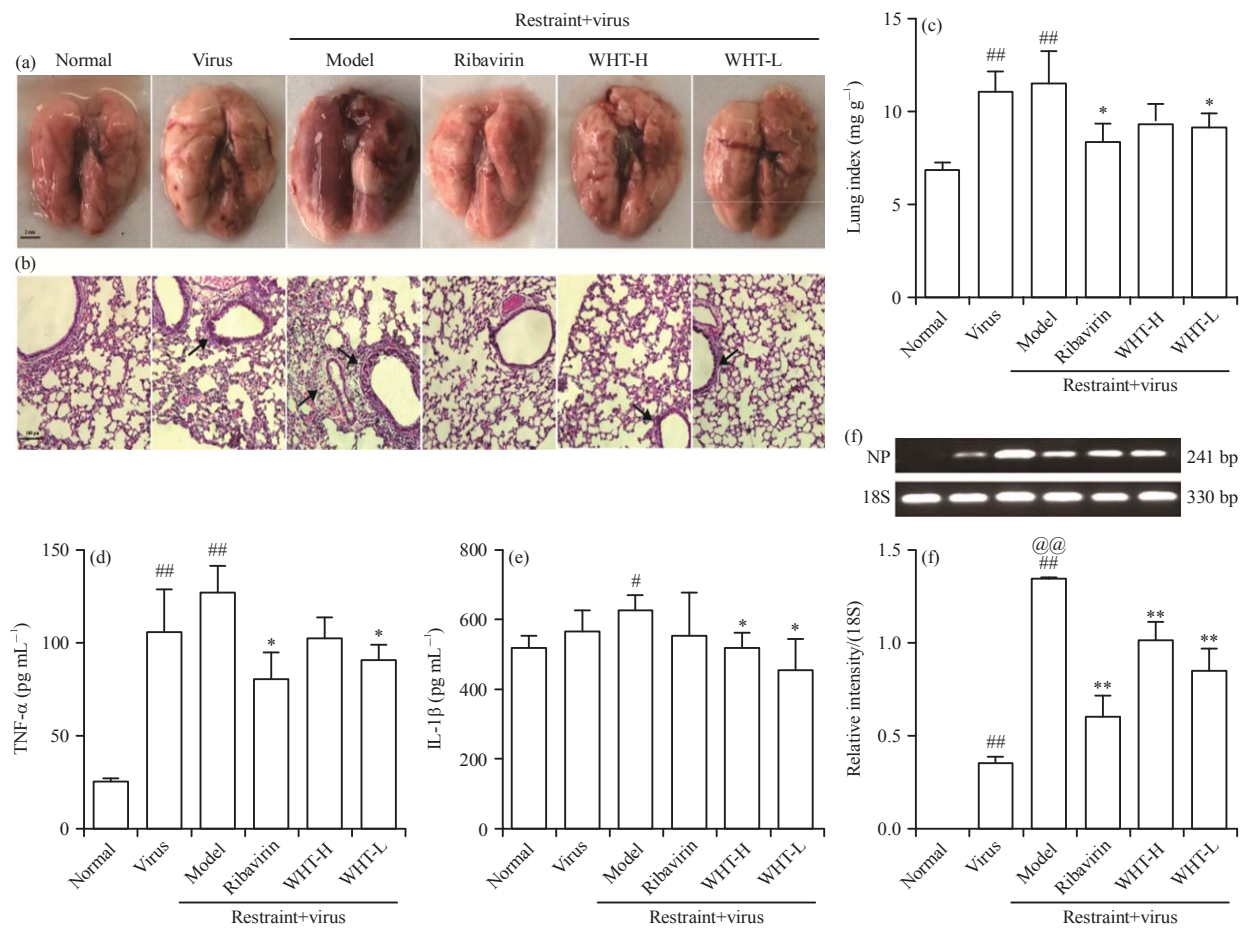 Restraint+virus
Normal Virus Model Ribavirin WHT-H WHT-L
(a)
(b)
(c)
Lung index (mg g⁻¹)
15
10
5
0
##
##
*
*
Normal Virus Model Ribavirin WHT-H WHT-L
Restraint+virus
(f)
NP 241 bp
18S 330 bp
(d)
TNF-α (pg mL⁻¹)
150
100
50
0
##
##
*
*
Normal Virus Model Ribavirin WHT-H WHT-L
Restraint+virus
(e)
IL-1β (pg mL⁻¹)
800
600
400
200
0
#
*
*
Normal Virus Model Ribavirin WHT-H WHT-L
Restraint+virus
(f)
Relative intensity/(18S)
1.5
1.0
0.5
0.0
##
@@
##
**
**
**
Normal Virus Model Ribavirin WHT-H WHT-L
Restraint+virus